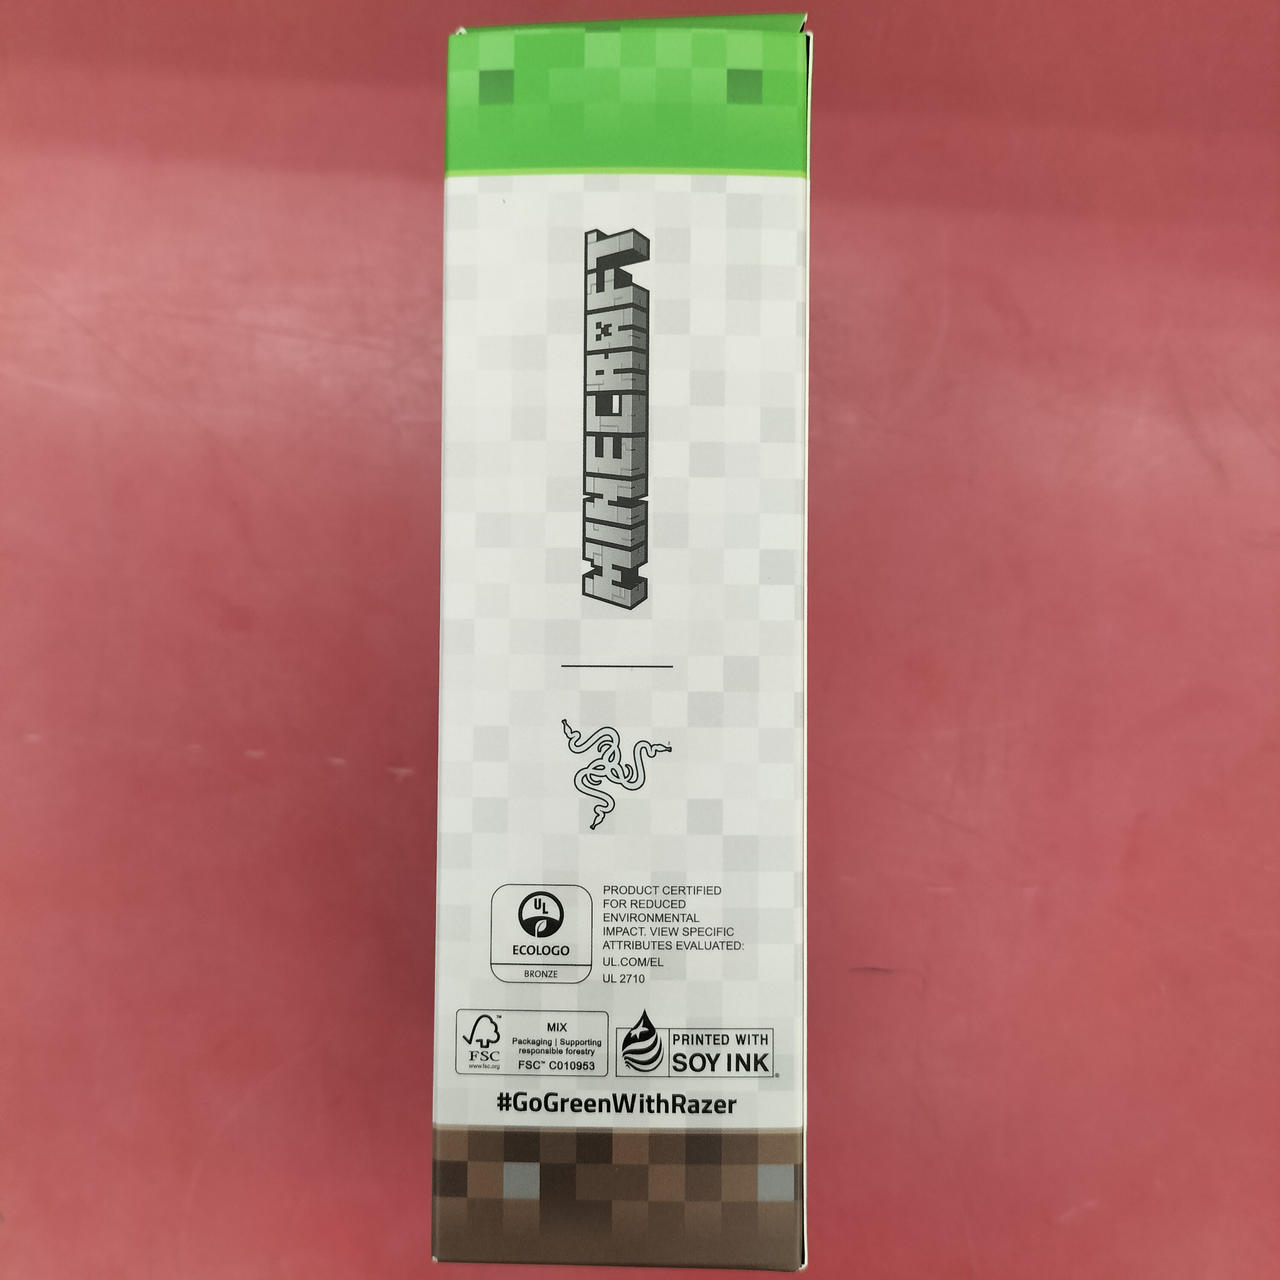 MINECRAFT
UL
ECOLOGO
BRONZE
PRODUCT CERTIFIED
FOR REDUCED
ENVIRONMENTAL
IMPACT. VIEW SPECIFIC
ATTRIBUTES EVALUATED:
UL.COM/EL
UL 2710
™
FSC
www.fsc.org
MIX
Packaging | Supporting
responsible forestry
FSC™ C010953
PRINTED WITH
SOY INK®
#GoGreenWithRazer